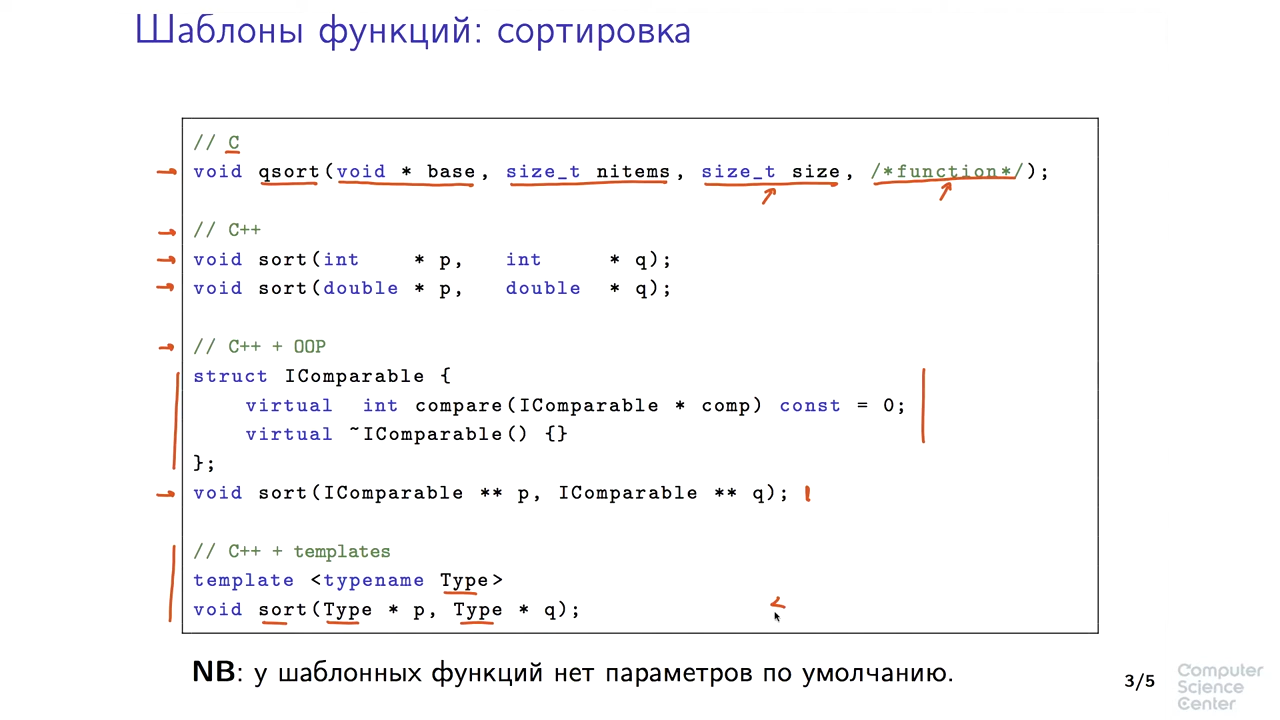 Шаблоны функций: сортировка
// C
void qsort(void * base, size_t nitems, size_t size, /*function*/);
// C++
void sort(int    * p,   int    * q);
void sort(double * p,   double * q);
// C++ + OOP
struct IComparable {
    virtual  int compare(IComparable * comp) const = 0;
    virtual ~IComparable() {}
};
void sort(IComparable ** p, IComparable ** q);
// C++ + templates
template <typename Type>
void sort(Type * p, Type * q);
<
NB: у шаблонных функций нет параметров по умолчанию.
3/5
Computer
Science
Center